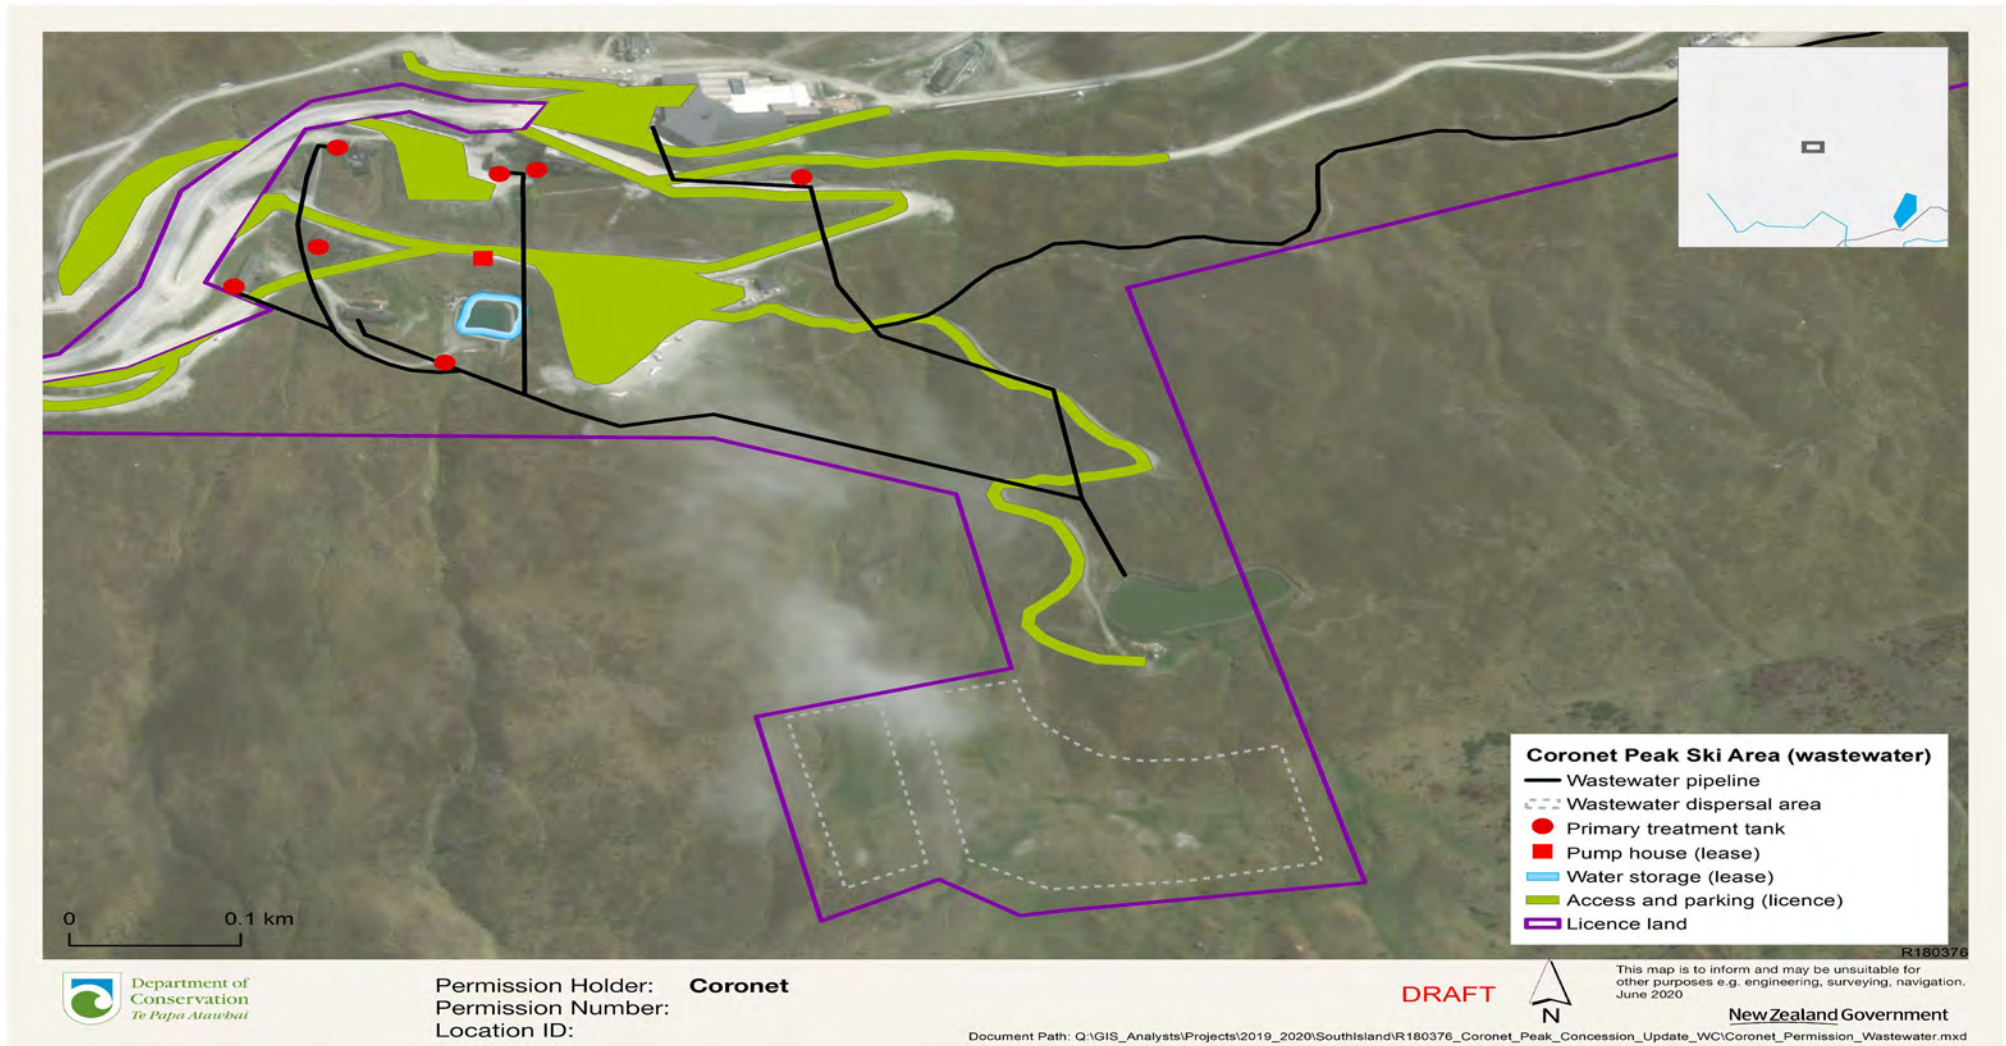 Coronet Peak Ski Area (wastewater)
Wastewater pipeline
Wastewater dispersal area
Primary treatment tank
Pump house (lease)
Water storage (lease)
Access and parking (licence)
Licence land
0 0.1 km
R180376
Department of
Conservation
Te Papa Atawhai
Permission Holder: Coronet
Permission Number:
Location ID:
DRAFT
N
This map is to inform and may be unsuitable for
other purposes e.g. engineering, surveying, navigation.
June 2020
New Zealand Government
Document Path: Q:\GIS_Analysts\Projects\2019_2020\SouthIsland\R180376_Coronet_Peak_Concession_Update_WC\Coronet_Permission_Wastewater.mxd